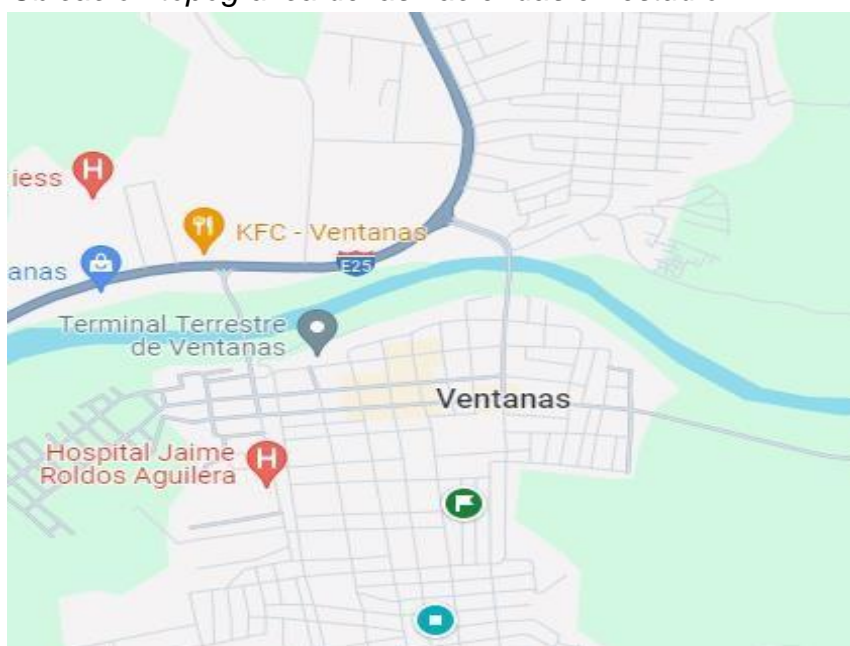 iess
H
KFC - Ventanas
anas
E25
Terminal Terrestre
de Ventanas
Ventanas
Hospital Jaime
Roldos Aguilera
H